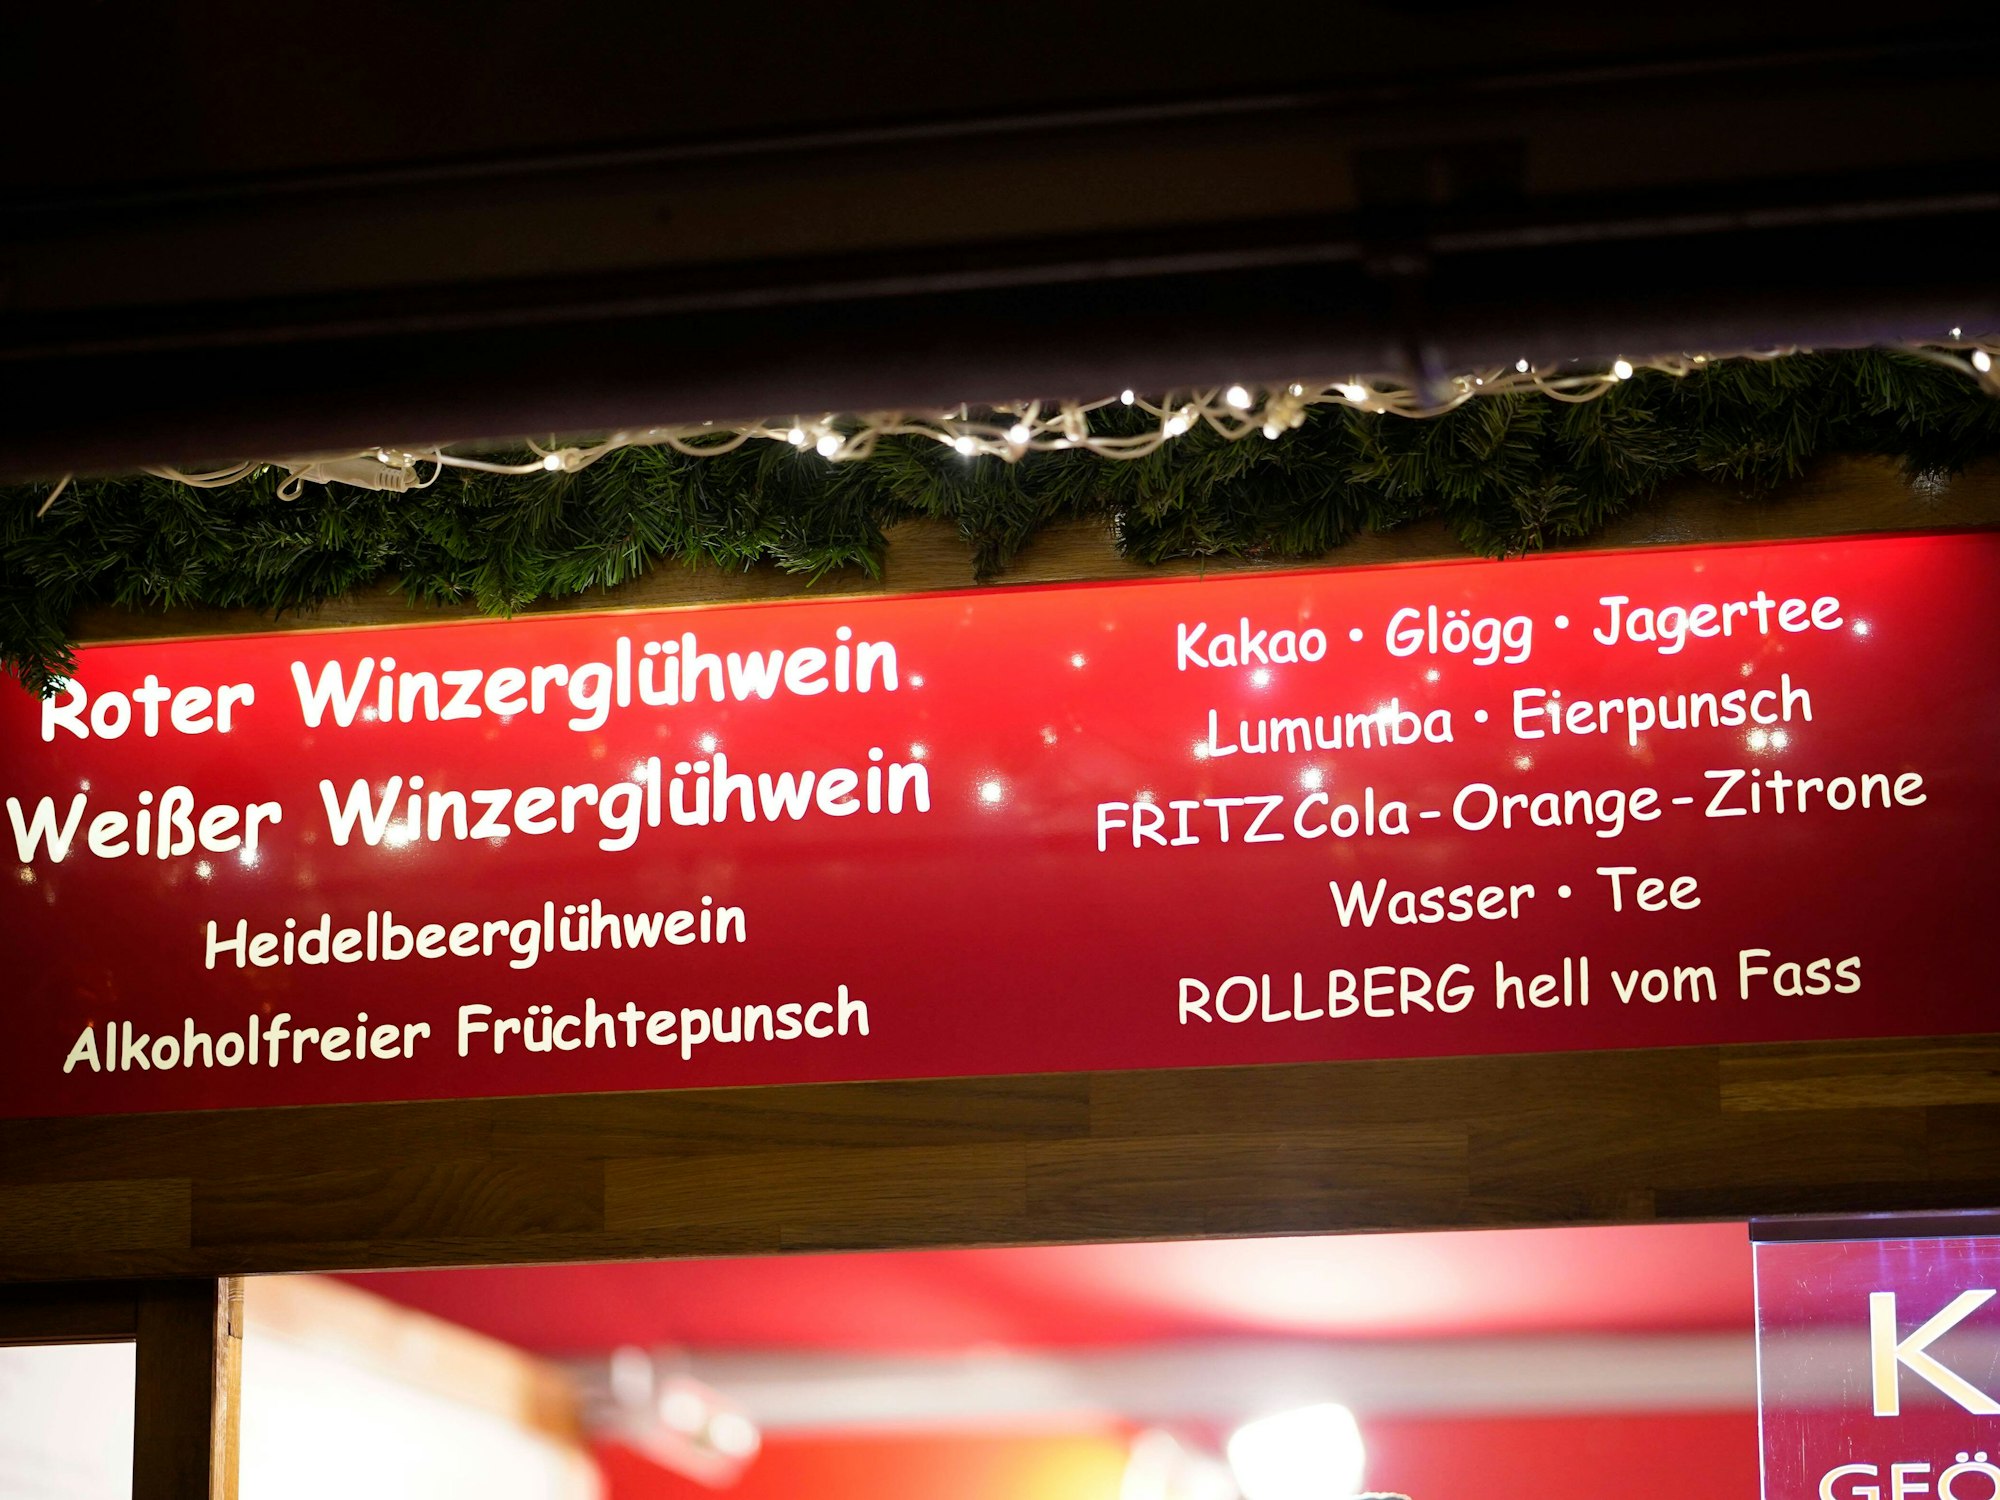 Roter Winzerglühwein
Weißer Winzerglühwein
Heidelbeerglühwein
Alkoholfreier Früchtepunsch
Kakao • Glögg • Jagertee
Lumumba • Eierpunsch
FRITZ Cola - Orange - Zitrone
Wasser • Tee
ROLLBERG hell vom Fass
K
GEÖ